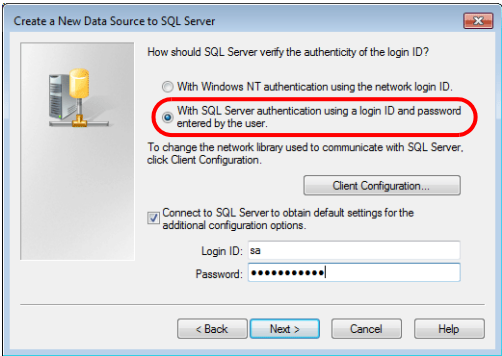 Create a New Data Source to SQL Server
How should SQL Server verify the authenticity of the login ID?
With Windows NT authentication using the network login ID.
With SQL Server authentication using a login ID and password
entered by the user.
To change the network library used to communicate with SQL Server,
click Client Configuration.
Client Configuration...
Connect to SQL Server to obtain default settings for the
additional configuration options.
Login ID: sa
Password: ●●●●●●●●●●●
< Back Next > Cancel Help